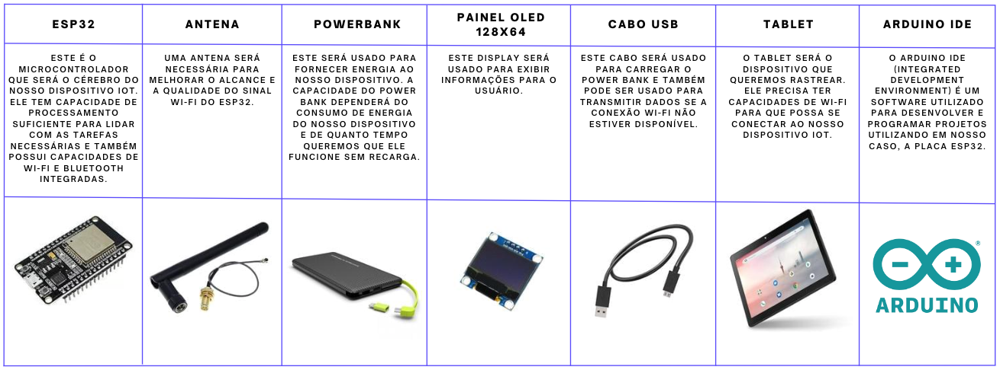 ESP32
ESTE É O
MICROCONTROLADOR
QUE SERÁ O CÉREBRO DO
NOSSO DISPOSITIVO IOT.
ELE TEM CAPACIDADE DE
PROCESSAMENTO
SUFICIENTE PARA LIDAR
COM AS TAREFAS
NECESSÁRIAS E TAMBÉM
POSSUI CAPACIDADES DE
WI-FI E BLUETOOTH
INTEGRADAS.
ANTENA
UMA ANTENA SERÁ
NECESSÁRIA PARA
MELHORAR O ALCANCE E
A QUALIDADE DO SINAL
WI-FI DO ESP32.
POWERBANK
ESTE SERÁ USADO PARA
FORNECER ENERGIA AO
NOSSO DISPOSITIVO. A
CAPACIDADE DO POWER
BANK DEPENDERÁ DO
CONSUMO DE ENERGIA
DO NOSSO DISPOSITIVO
E DE QUANTO TEMPO
QUEREMOS QUE ELE
FUNCIONE SEM RECARGA.
PAINEL OLED
128X64
ESTE DISPLAY SERÁ
USADO PARA EXIBIR
INFORMAÇÕES PARA O
USUÁRIO.
CABO USB
ESTE CABO SERÁ USADO
PARA CARREGAR O
POWER BANK E TAMBÉM
PODE SER USADO PARA
TRANSMITIR DADOS SE A
CONEXÃO WI-FI NÃO
ESTIVER DISPONÍVEL.
TABLET
O TABLET SERÁ O
DISPOSITIVO QUE
QUEREMOS RASTREAR.
ELE PRECISA TER
CAPACIDADES DE WI-FI
PARA QUE POSSA SE
CONECTAR AO NOSSO
DISPOSITIVO IOT.
ARDUINO IDE
O ARDUINO IDE
(INTEGRATED
DEVELOPMENT
ENVIRONMENT) É UM
SOFTWARE UTILIZADO
PARA DESENVOLVER E
PROGRAMAR PROJETOS
UTILIZANDO EM NOSSO
CASO, A PLACA ESP32.
®
ARDUINO